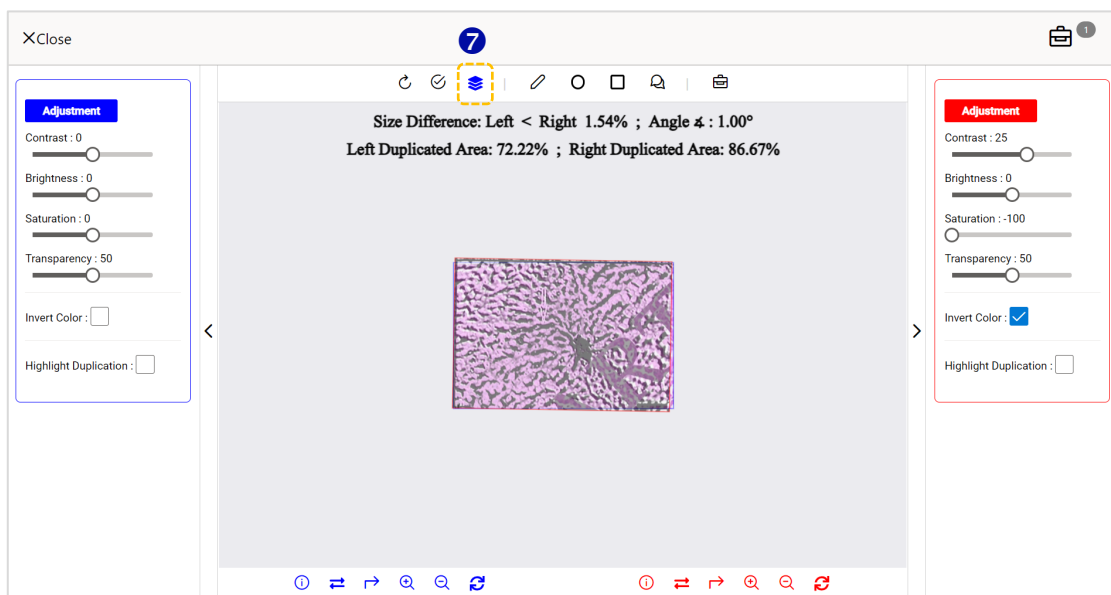 Close
7
1
Adjustment
Contrast : 0
Brightness : 0
Saturation : 0
Transparency : 50
Invert Color :
Highlight Duplication :
Size Difference: Left < Right 1.54% ; Angle ∡ : 1.00°
Left Duplicated Area: 72.22% ; Right Duplicated Area: 86.67%
Adjustment
Contrast : 25
Brightness : 0
Saturation : -100
Transparency : 50
Invert Color :
Highlight Duplication :